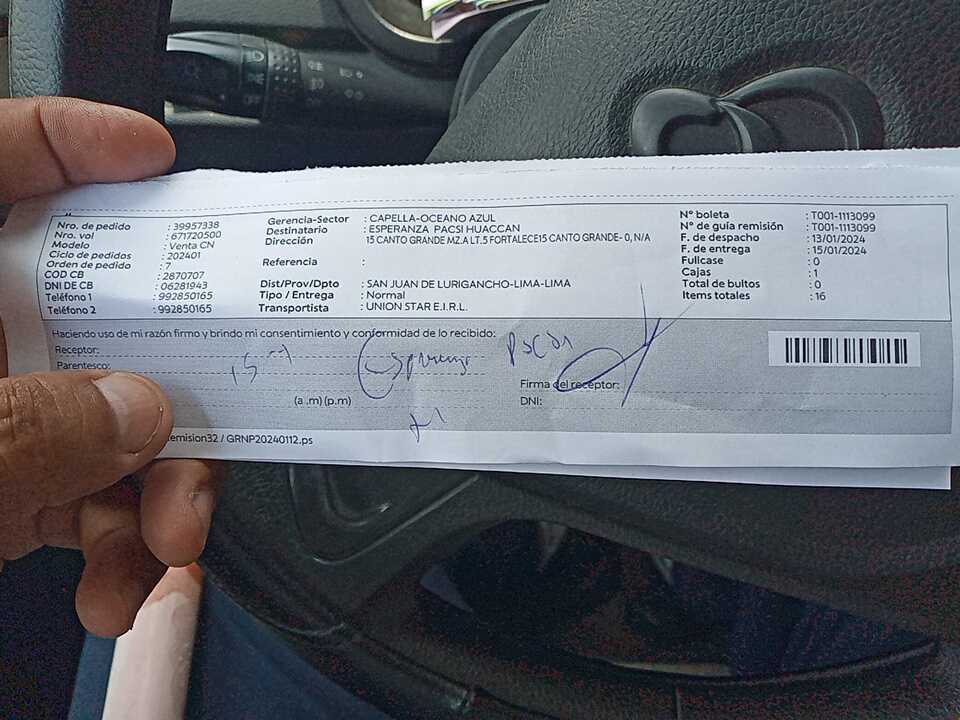 Nro. de pedido : 39957338
Nro. vol : 671720500
Modelo : Venta CN
Ciclo de pedidos : 202401
Orden de pedido : 7
COD CB : 2870707
DNI DE CB : 06281943
Teléfono 1 : 992850165
Teléfono 2 : 992850165
Gerencia-Sector : CAPELLA-OCEANO AZUL
Destinatario : ESPERANZA PACSI HUACCAN
Dirección : 15 CANTO GRANDE MZ.A LT.5 FORTALECE15 CANTO GRANDE- 0, N/A
Referencia :
Dist/Prov/Dpto : SAN JUAN DE LURIGANCHO-LIMA-LIMA
Tipo / Entrega : Normal
Transportista : UNION STAR E.I.R.L.
N° boleta : T001-1113099
N° de guía remisión : T001-1113099
F. de despacho : 13/01/2024
F. de entrega : 15/01/2024
Fullcase : 0
Cajas : 1
Total de bultos : 0
Items totales : 16
Haciendo uso de mi razón firmo y brindo mi consentimiento y conformidad de lo recibido:
Receptor:
Parentesco:
(a .m) (p.m)
Firma del receptor:
DNI:
emision32 / GRNP20240112.ps